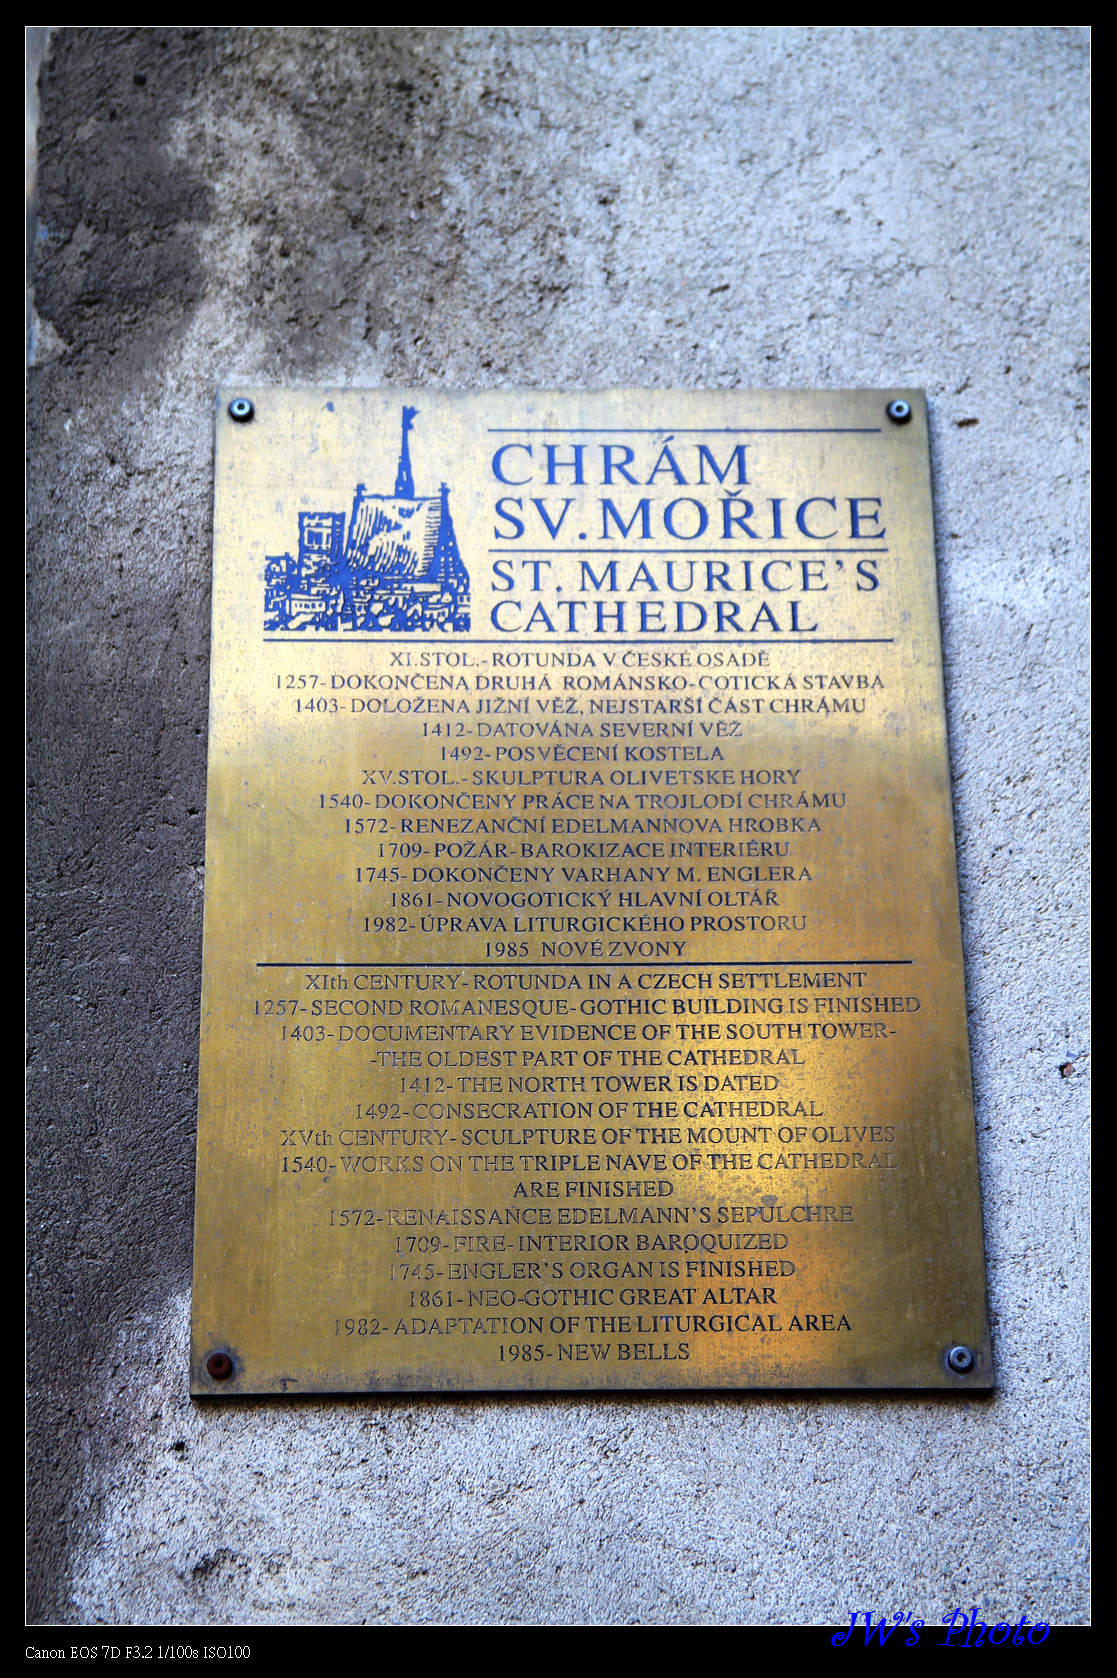 CHRÁM
SV. MOŘICE
ST. MAURICE'S
CATHEDRAL
XI.STOL.-ROTUNDA V ČESKÉ OSADĚ
1257-DOKONČENA DRUHÁ ROMÁNSKO-GOTICKÁ STAVBA
1403-DOLOŽENA JIŽNÍ VĚŽ, NEJSTARŠÍ ČÁST CHRÁMU
1412-DATOVÁNA SEVERNÍ VĚŽ
1492-POSVĚCENÍ KOSTELA
XV.STOL.-SKULPTURA OLIVETSKE HORY
1540-DOKONČENY PRÁCE NA TROJLODÍ CHRÁMU
1572-RENEZANČNÍ EDELMANNOVA HROBKA
1709-POŽÁR-BAROKIZACE INTERIÉRU
1745-DOKONČENY VARHANY M. ENGLERA
1861-NOVOGOTICKÝ HLAVNÍ OLTÁŘ
1982-ÚPRAVA LITURGICKÉHO PROSTORU
1985 NOVÉ ZVONY
XIth CENTURY-ROTUNDA IN A CZECH SETTLEMENT
1257-SECOND ROMANESQUE-GOTHIC BUILDING IS FINISHED
1403-DOCUMENTARY EVIDENCE OF THE SOUTH TOWER-
-THE OLDEST PART OF THE CATHEDRAL
1412-THE NORTH TOWER IS DATED
1492-CONSECRATION OF THE CATHEDRAL
XVth CENTURY-SCULPTURE OF THE MOUNT OF OLIVES
1540-WORKS ON THE TRIPLE NAVE OF THE CATHEDRAL
ARE FINISHED
1572-RENAISSANCE EDELMANN'S SEPULCHRE
1709-FIRE-INTERIOR BAROQUIZED
1745-ENGLER'S ORGAN IS FINISHED
1861-NEO-GOTHIC GREAT ALTAR
1982-ADAPTATION OF THE LITURGICAL AREA
1985-NEW BELLS
JW's Photo
Canon EOS 7D F3.2 1/100s ISO100